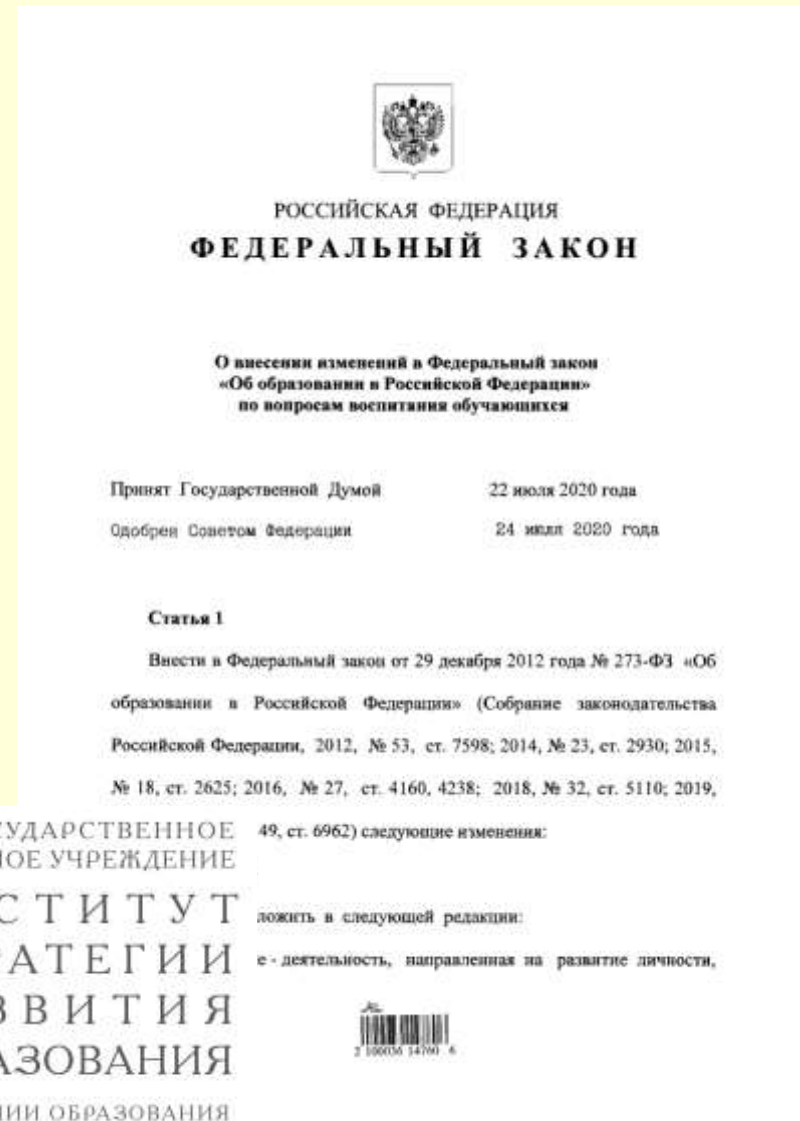 РОССИЙСКАЯ ФЕДЕРАЦИЯ
ФЕДЕРАЛЬНЫЙ ЗАКОН
О внесении изменений в Федеральный закон
«Об образовании в Российской Федерации»
по вопросам воспитания обучающихся
Принят Государственной Думой 22 июля 2020 года
Одобрен Советом Федерации 24 июля 2020 года
Статья 1
Внести в Федеральный закон от 29 декабря 2012 года № 273-ФЗ «Об
образовании в Российской Федерации» (Собрание законодательства
Российской Федерации, 2012, № 53, ст. 7598; 2014, № 23, ст. 2930; 2015,
№ 18, ст. 2625; 2016, № 27, ст. 4160, 4238; 2018, № 32, ст. 5110; 2019,
49, ст. 6962) следующие изменения:
ложить в следующей редакции:
е - деятельность, направленная на развитие личности,
2 100036 14760 6
УДАРСТВЕННОЕ
НОЕ УЧРЕЖДЕНИЕ
СТИТУТ
АТЕГИИ
ВИТИЯ
АЗОВАНИЯ
ИИ ОБРАЗОВАНИЯ